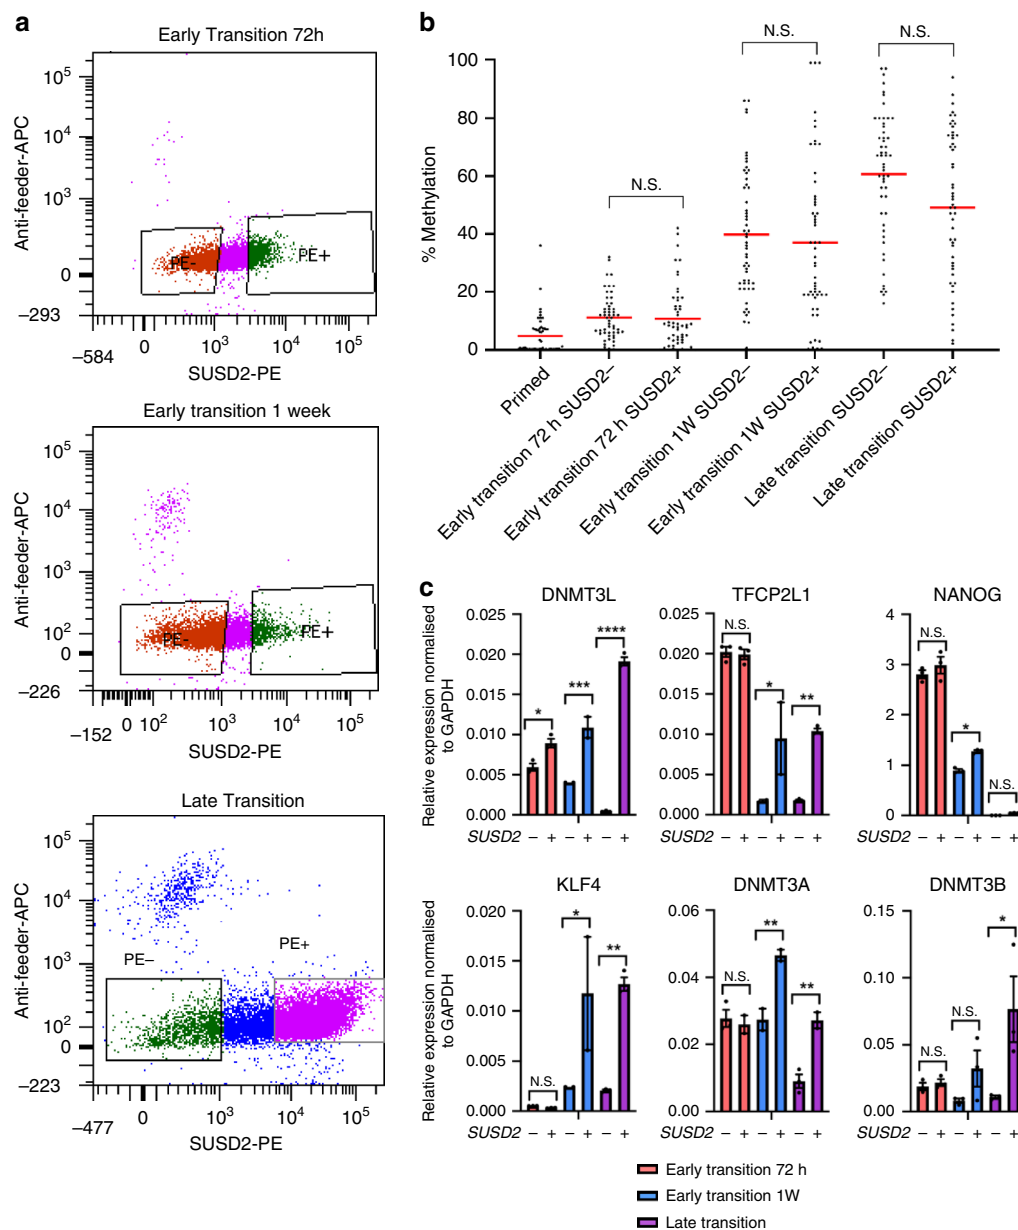 a
Early Transition 72h
Anti-feeder-APC
10^5
10^4
10^3
0
−293
PE-
PE+
−584
0
10^3
10^4
10^5
SUSD2-PE
Early transition 1 week
Anti-feeder-APC
10^5
10^4
10^3
10^2
0
−226
PE-
PE+
−152
0
10^2
10^3
10^4
10^5
SUSD2-PE
Late Transition
Anti-feeder-APC
10^5
10^4
10^3
10^2
0
−223
PE−
PE+
−477
0
10^3
10^4
10^5
SUSD2-PE
b
N.S.
N.S.
N.S.
% Methylation
100
80
60
40
20
0
Primed
Early transition 72 h SUSD2−
Early transition 72 h SUSD2+
Early transition 1W SUSD2−
Early transition 1W SUSD2+
Late transition SUSD2−
Late transition SUSD2+
c
DNMT3L
Relative expression normalised
to GAPDH
0.025
0.020
0.015
0.010
0.005
0.000
*
***
****
SUSD2 − + − + − +
TFCP2L1
0.025
0.020
0.015
0.010
0.005
0.000
N.S.
*
**
SUSD2 − + − + − +
NANOG
4
3
2
1
0
N.S.
*
N.S.
SUSD2 − + − + − +
KLF4
Relative expression normalised
to GAPDH
0.020
0.015
0.010
0.005
0.000
N.S.
*
**
SUSD2 − + − + − +
DNMT3A
0.06
0.04
0.02
0.00
N.S.
**
**
SUSD2 − + − + − +
DNMT3B
0.15
0.10
0.05
0.00
N.S.
N.S.
*
SUSD2 − + − + − +
Early transition 72 h
Early transition 1W
Late transition